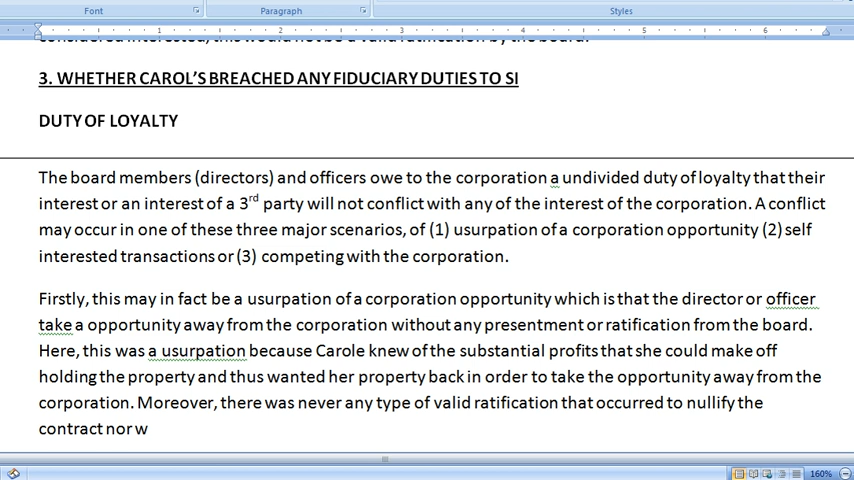 Font Paragraph Styles
1 2 3 5 6
3. WHETHER CAROL'S BREACHED ANY FIDUCIARY DUTIES TO SI
DUTY OF LOYALTY
The board members (directors) and officers owe to the corporation a undivided duty of loyalty that their
interest or an interest of a 3rd party will not conflict with any of the interest of the corporation. A conflict
may occur in one of these three major scenarios, of (1) usurpation of a corporation opportunity (2) self
interested transactions or (3) competing with the corporation.
Firstly, this may in fact be a usurpation of a corporation opportunity which is that the director or officer
take a opportunity away from the corporation without any presentment or ratification from the board.
Here, this was a usurpation because Carole knew of the substantial profits that she could make off
holding the property and thus wanted her property back in order to take the opportunity away from the
corporation. Moreover, there was never any type of valid ratification that occurred to nullify the
contract nor w
160%